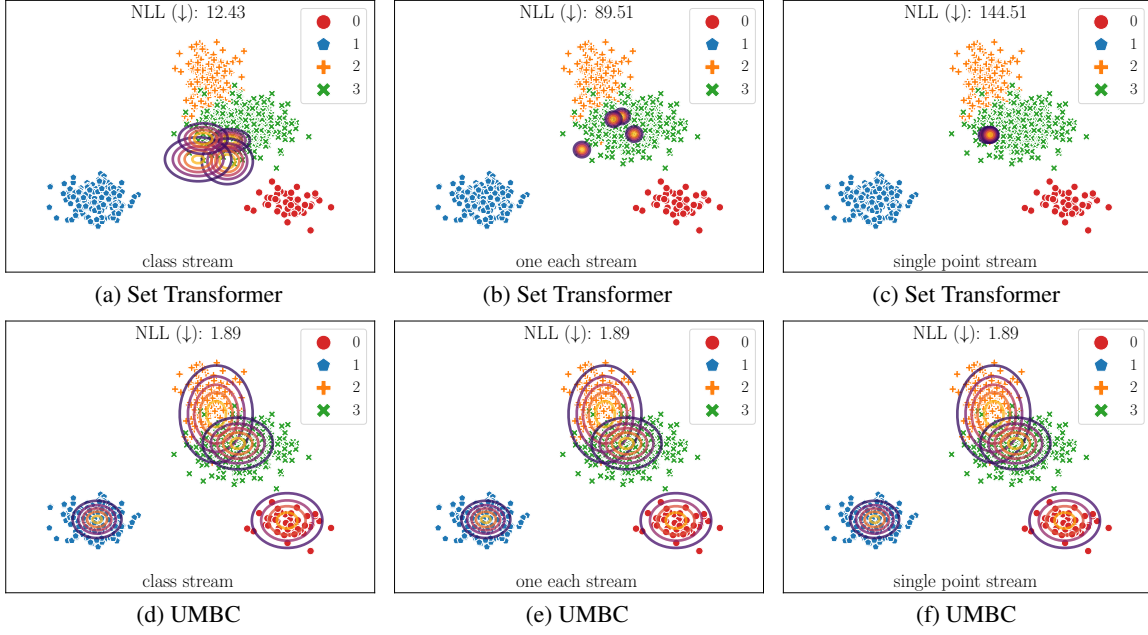 NLL (↓): 12.43
0
1
2
3
class stream
(a) Set Transformer
NLL (↓): 89.51
0
1
2
3
one each stream
(b) Set Transformer
NLL (↓): 144.51
0
1
2
3
single point stream
(c) Set Transformer
NLL (↓): 1.89
0
1
2
3
class stream
(d) UMBC
NLL (↓): 1.89
0
1
2
3
one each stream
(e) UMBC
NLL (↓): 1.89
0
1
2
3
single point stream
(f) UMBC